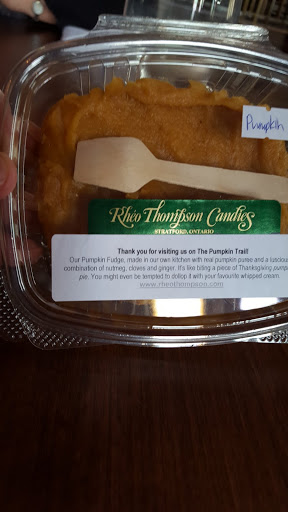 Pumpkin
Rhéo Thompson Candies
STRATFORD, ONTARIO
Thank you for visiting us on The Pumpkin Trail!
Our Pumpkin Fudge, made in our own kitchen with real pumpkin puree and a luscious
combination of nutmeg, cloves and ginger. It's like biting a piece of Thanksgiving pumpkin
pie. You might even be tempted to dollop it with your favourite whipped cream.
www.rheothompson.com